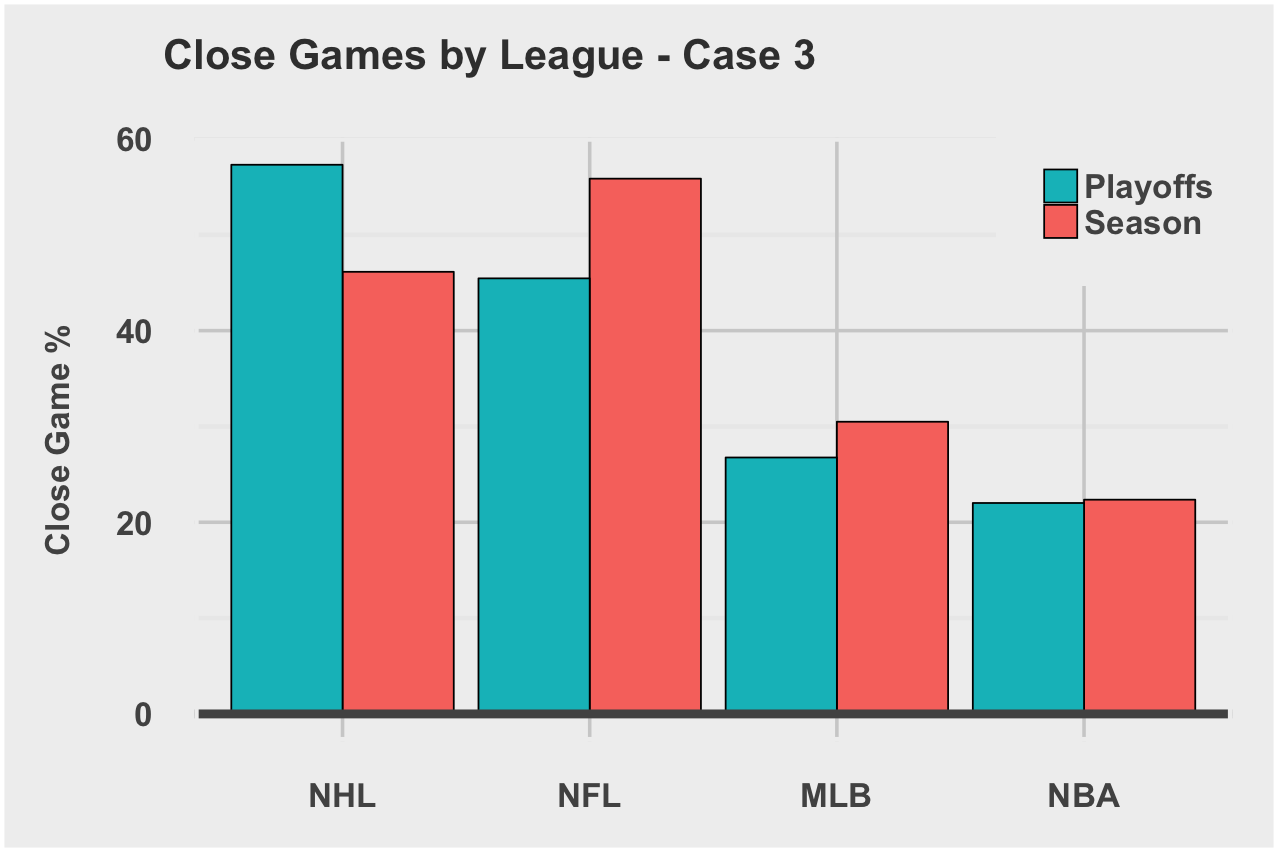 Close Games by League - Case 3
60
Playoffs
Season
40
20
0
Close Game %
NHL NFL MLB NBA